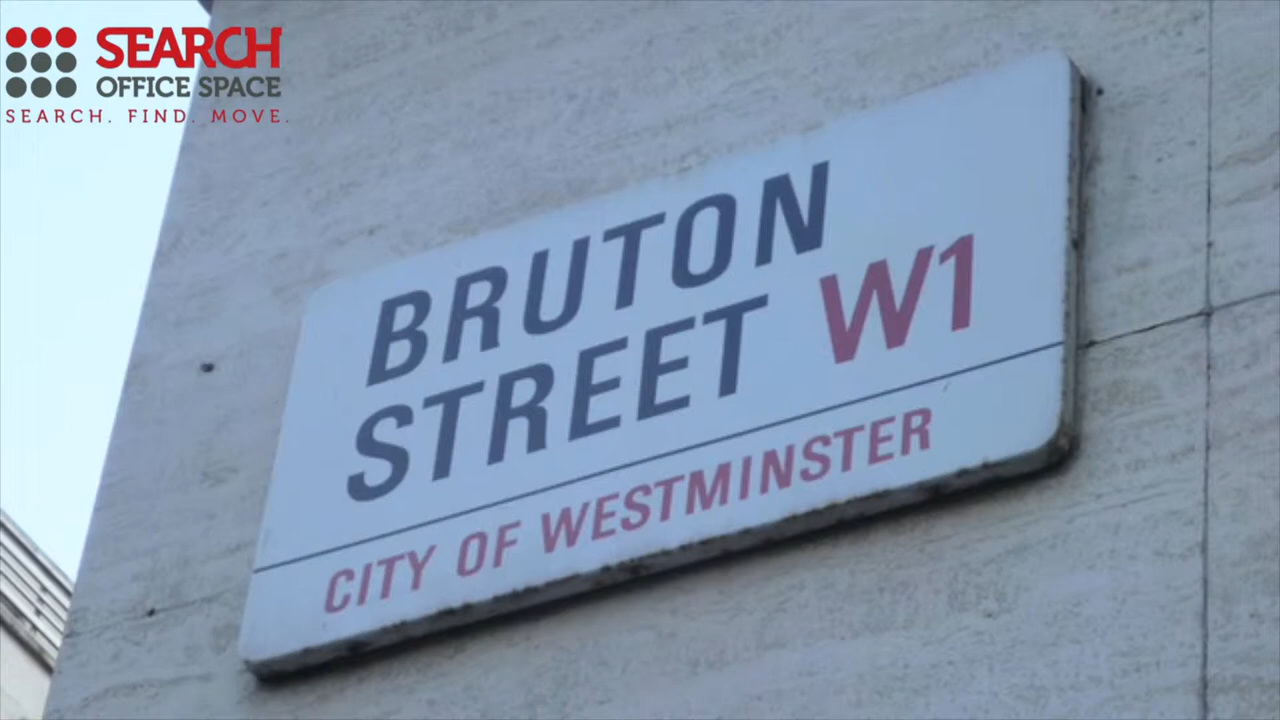 SEARCH
OFFICE SPACE
SEARCH. FIND. MOVE.
BRUTON
STREET W1
CITY OF WESTMINSTER